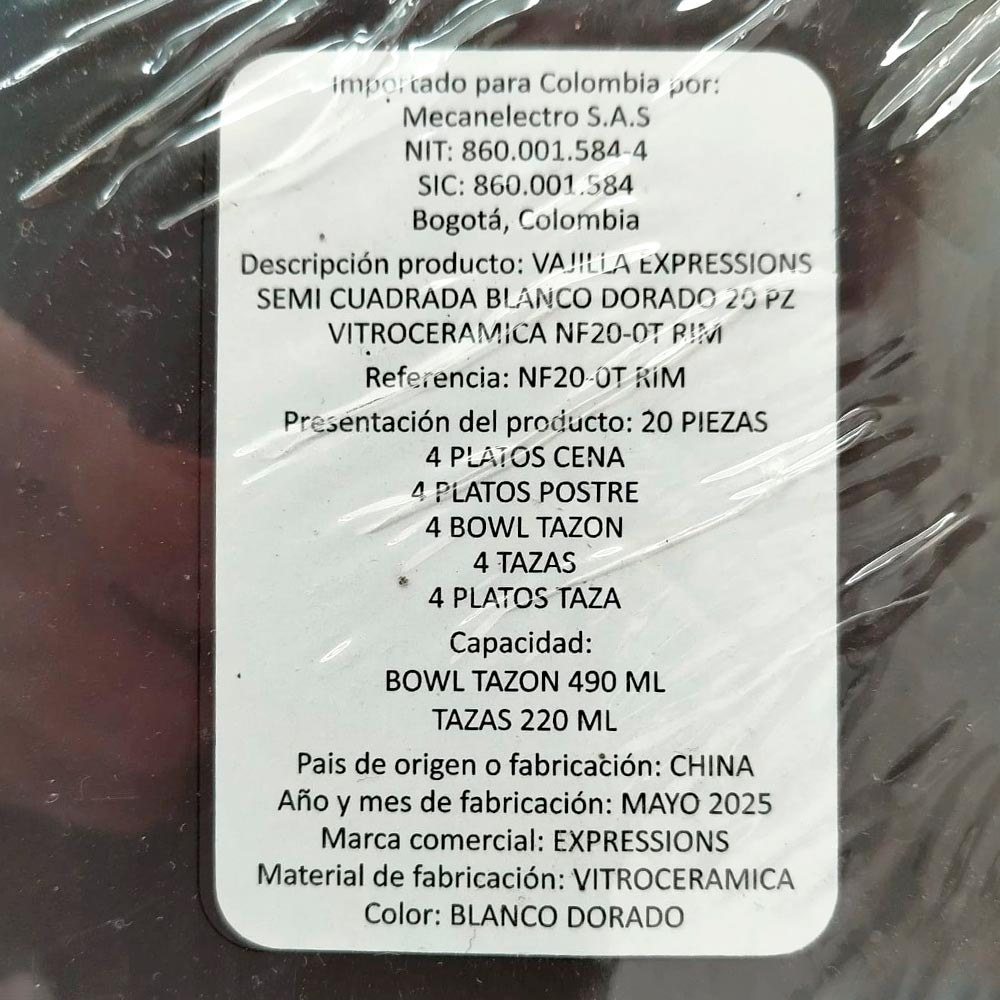 Importado para Colombia por:
Mecanelectro S.A.S
NIT: 860.001.584-4
SIC: 860.001.584
Bogotá, Colombia
Descripción producto: VAJILLA EXPRESSIONS
SEMI CUADRADA BLANCO DORADO 20 PZ
VITROCERAMICA NF20-0T RIM
Referencia: NF20-0T RIM
Presentación del producto: 20 PIEZAS
4 PLATOS CENA
4 PLATOS POSTRE
4 BOWL TAZON
4 TAZAS
4 PLATOS TAZA
Capacidad:
BOWL TAZON 490 ML
TAZAS 220 ML
Pais de origen o fabricación: CHINA
Año y mes de fabricación: MAYO 2025
Marca comercial: EXPRESSIONS
Material de fabricación: VITROCERAMICA
Color: BLANCO DORADO